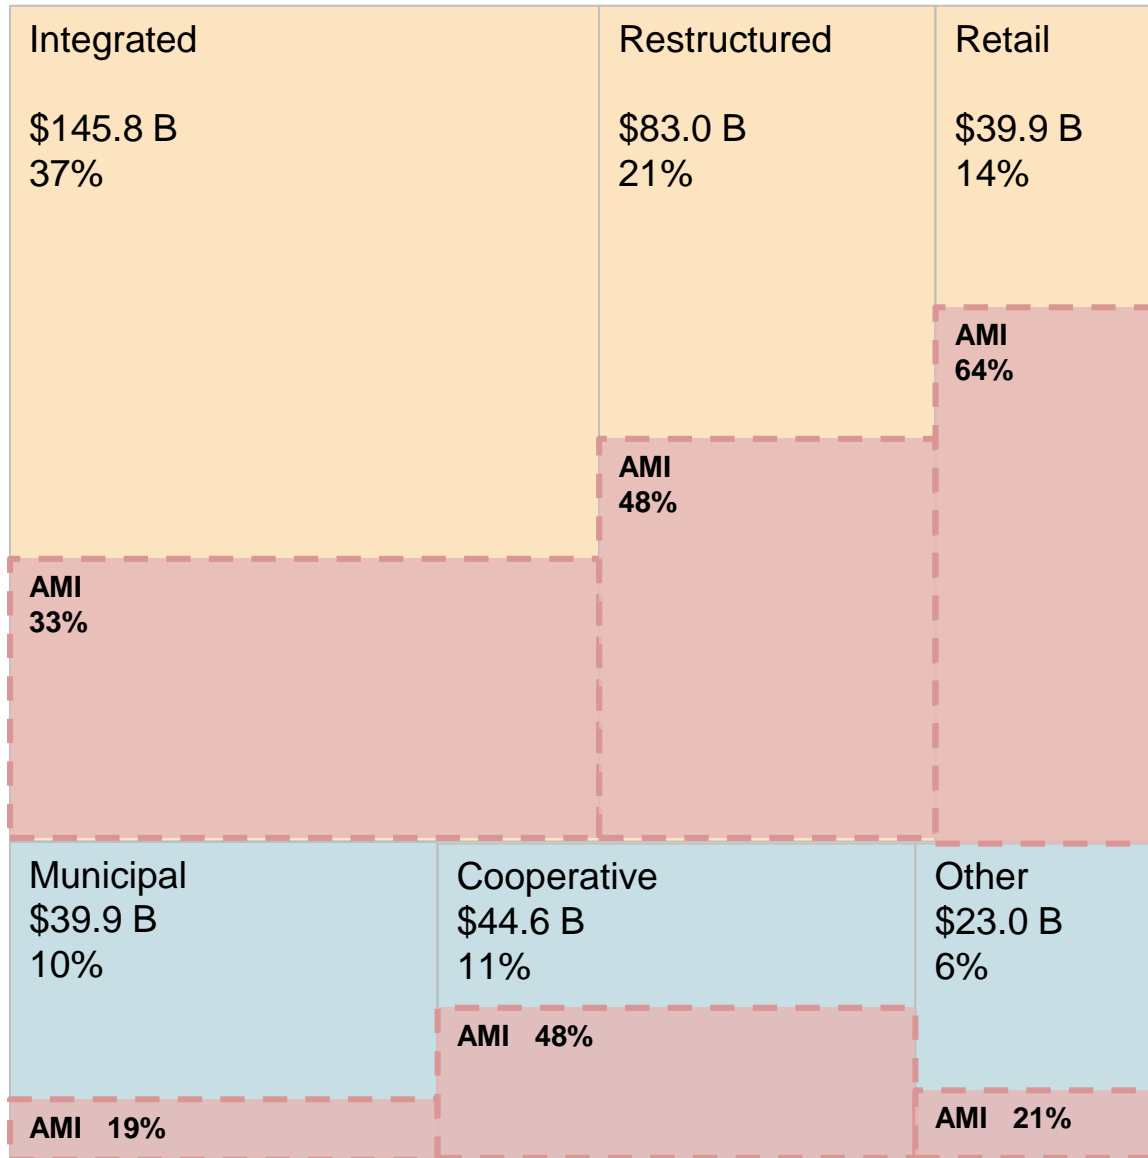 Integrated
$145.8 B
37%
AMI
33%
Restructured
$83.0 B
21%
AMI
48%
Retail
$39.9 B
14%
AMI
64%
Municipal
$39.9 B
10%
AMI 19%
Cooperative
$44.6 B
11%
AMI 48%
Other
$23.0 B
6%
AMI 21%